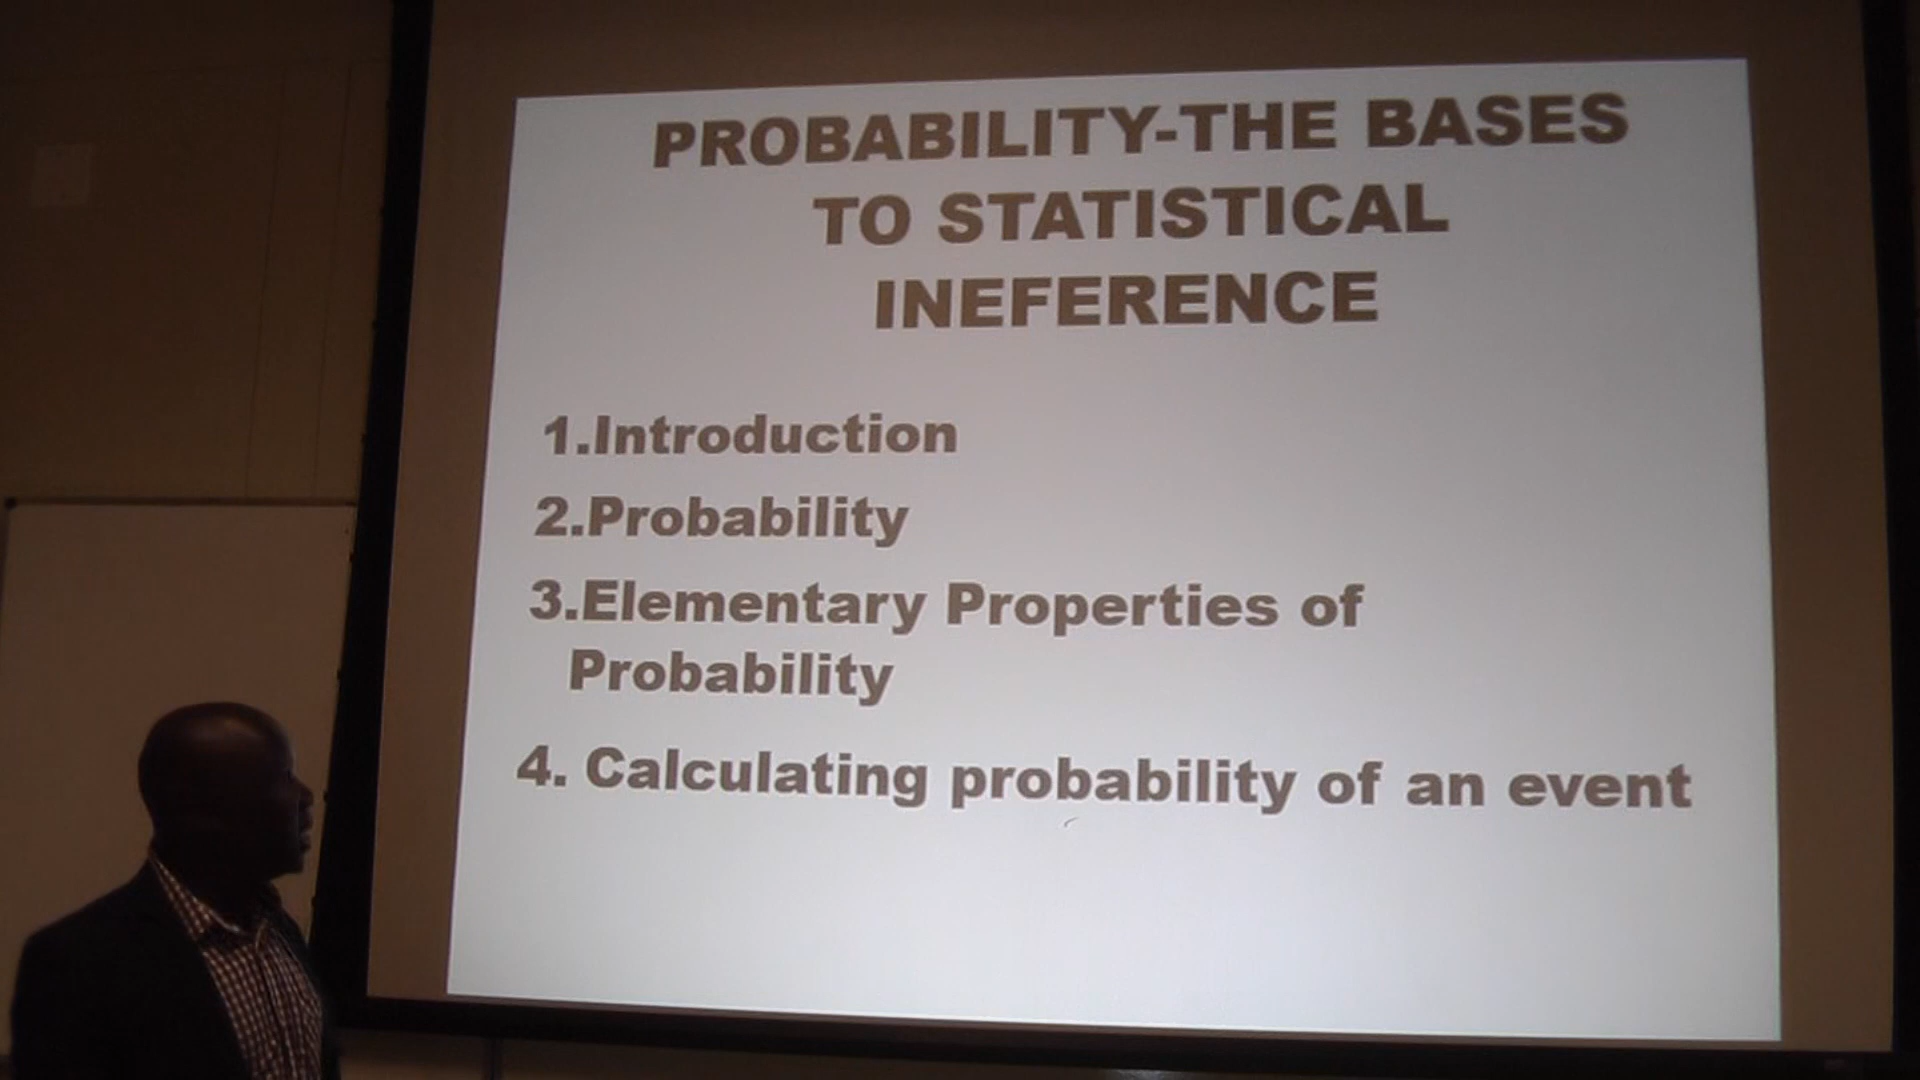 PROBABILITY-THE BASES
TO STATISTICAL
INEFERENCE
1.Introduction
2.Probability
3.Elementary Properties of
Probability
4. Calculating probability of an event